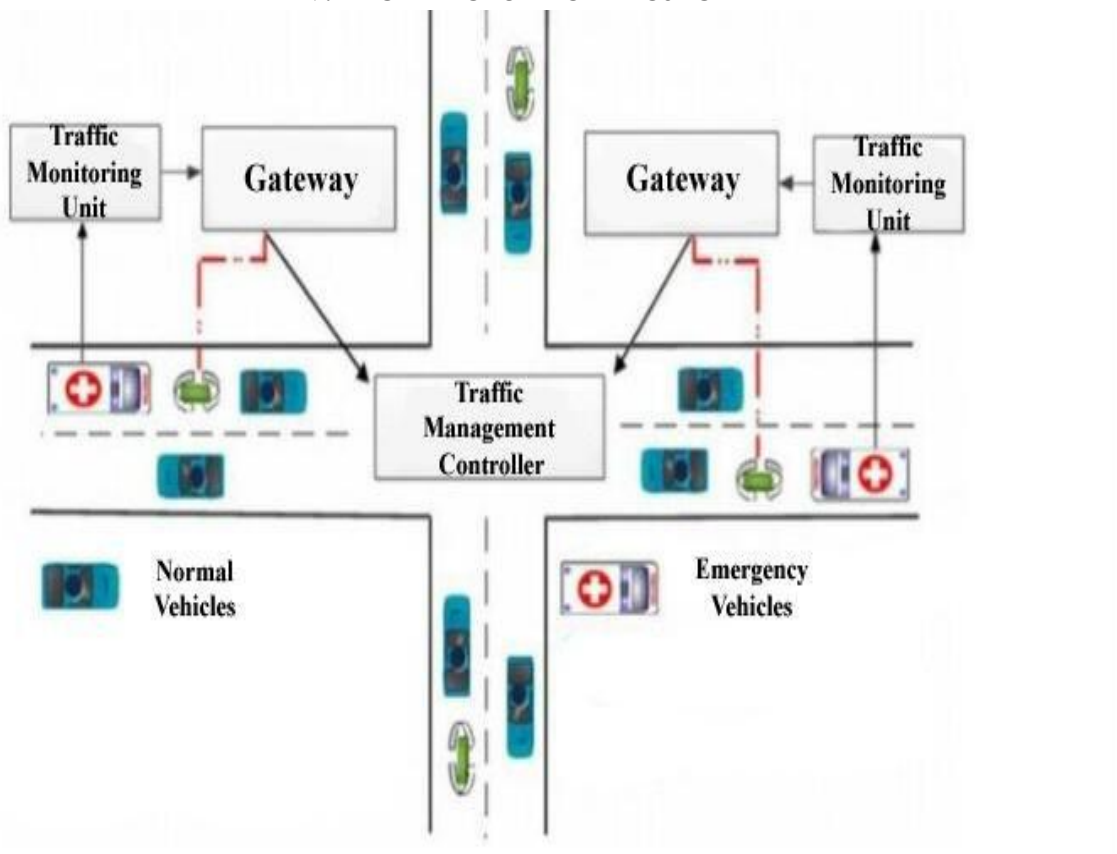 Traffic
Monitoring
Unit
Gateway
Gateway
Traffic
Monitoring
Unit
Traffic
Management
Controller
Normal
Vehicles
Emergency
Vehicles